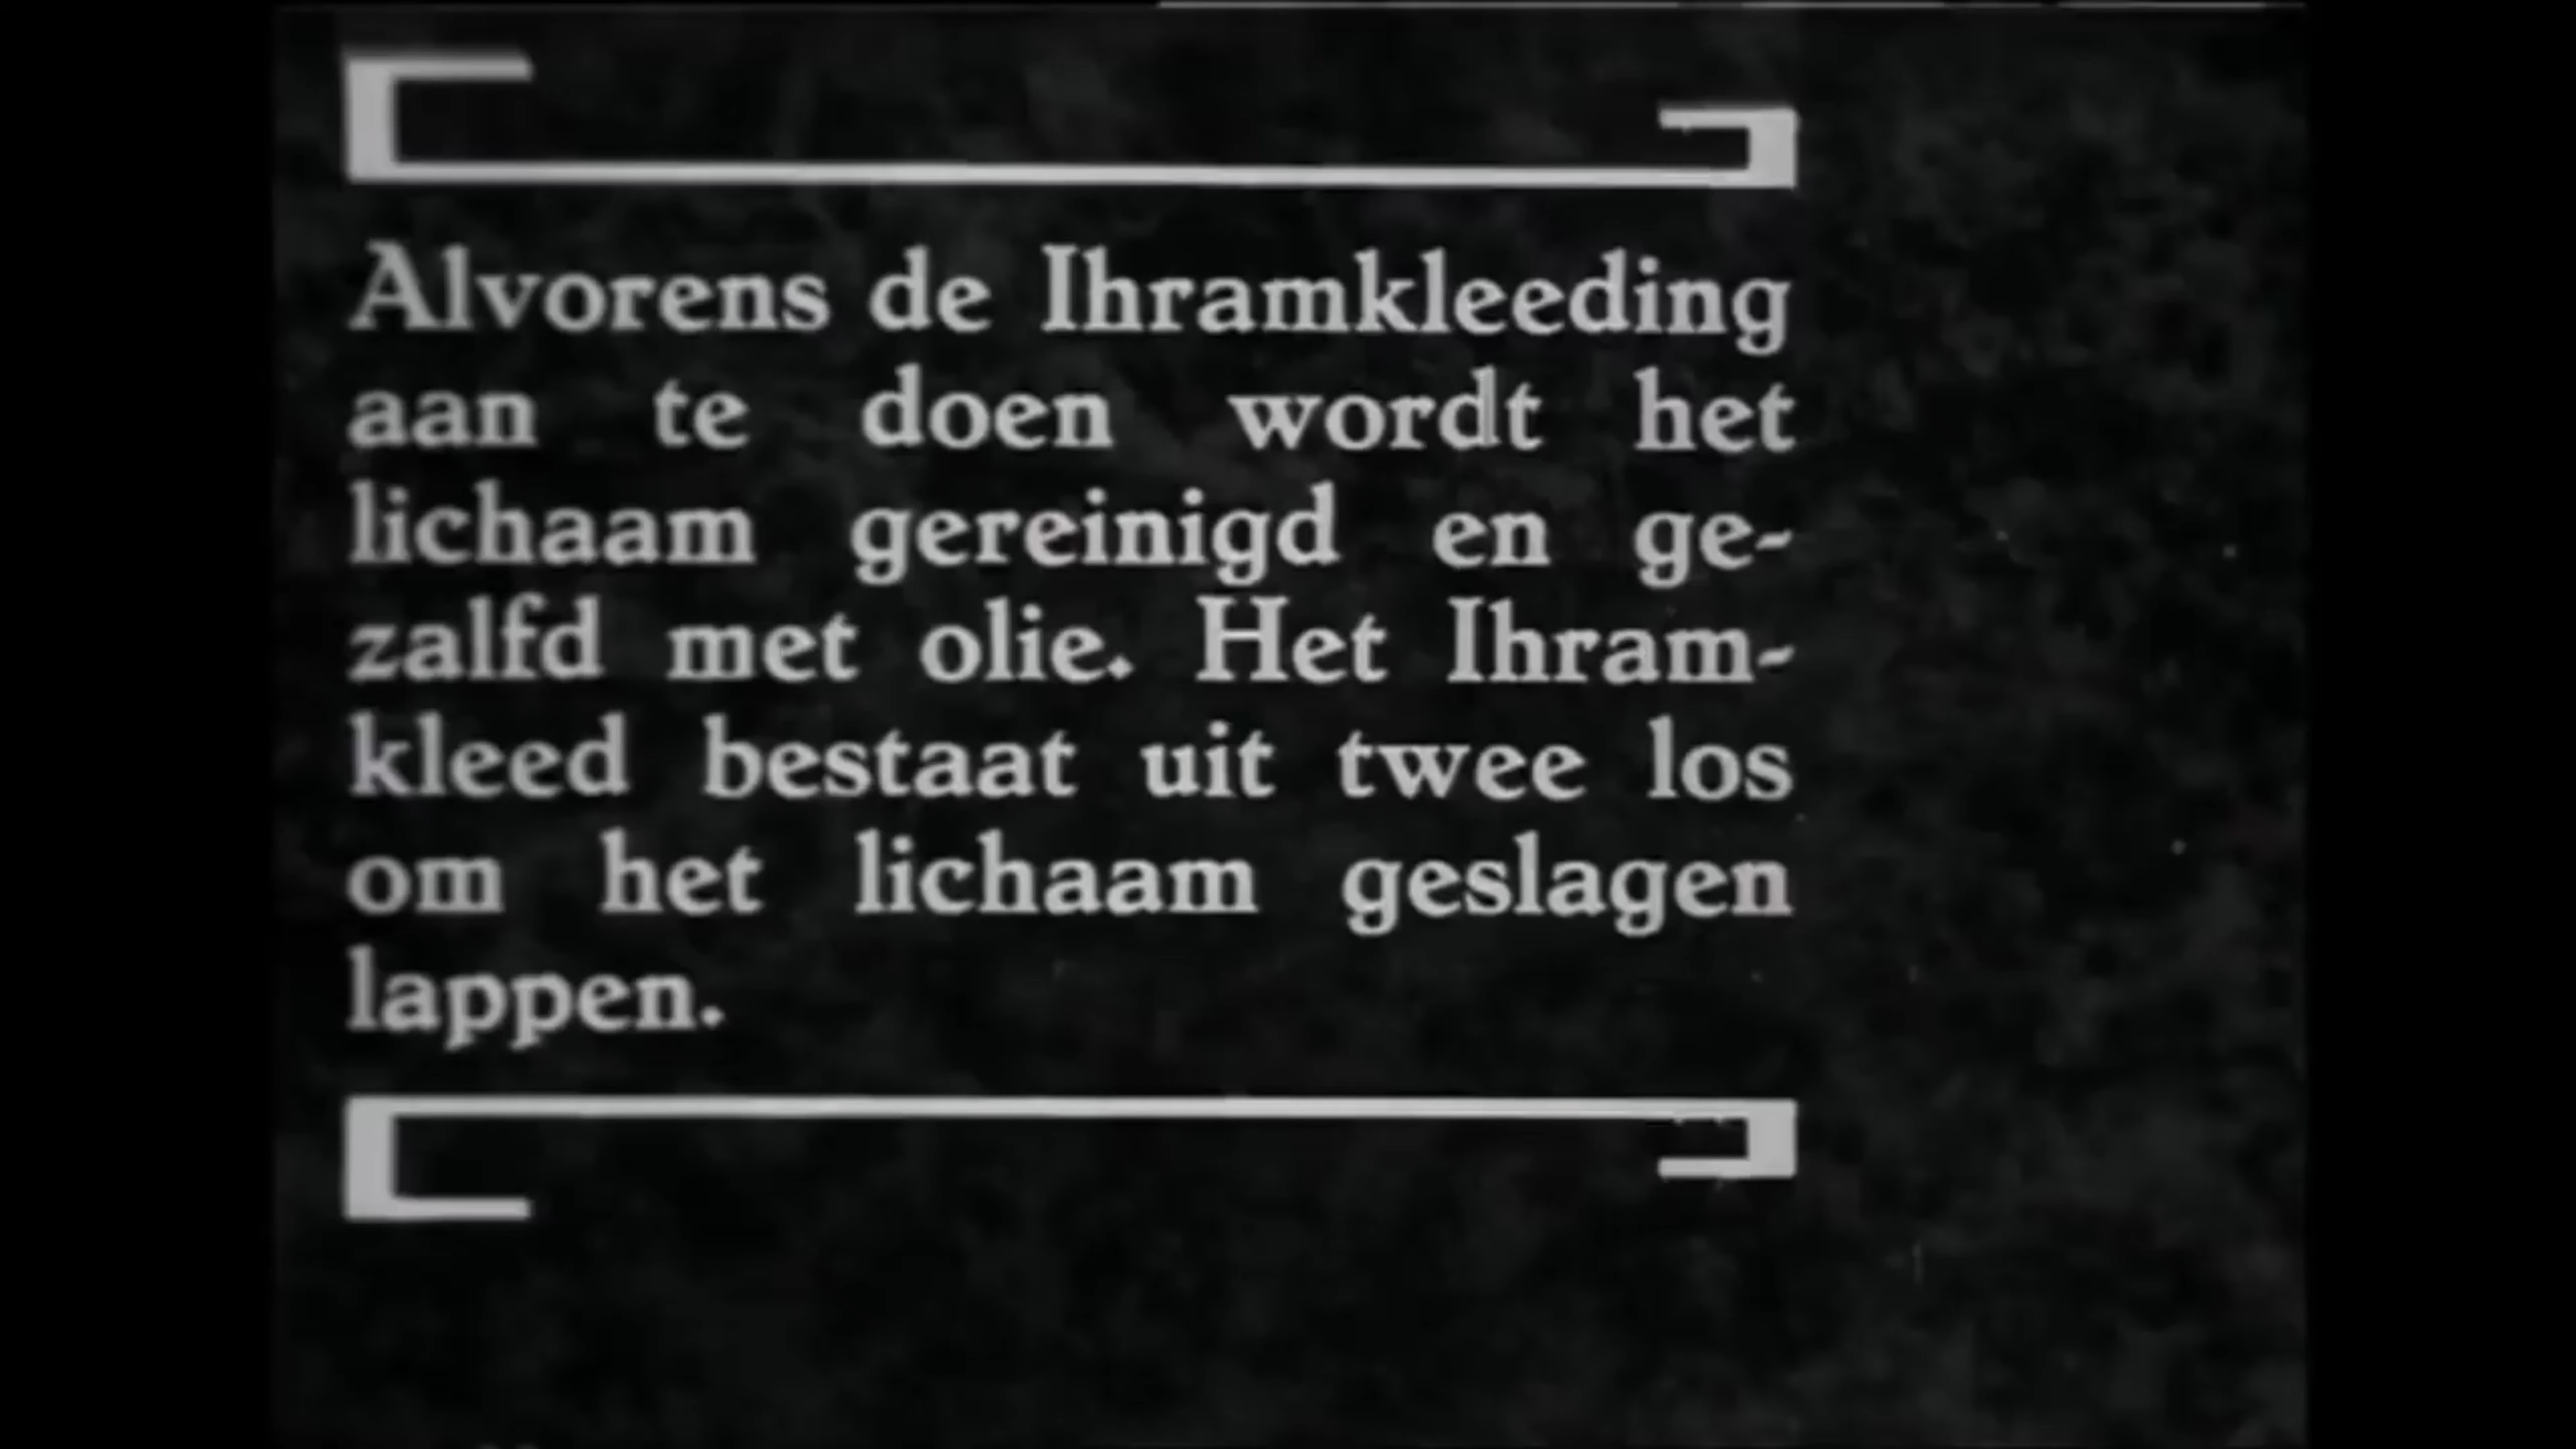 Alvorens de Ihramkleeding
aan te doen wordt het
lichaam gereinigd en ge-
zalfd met olie. Het Ihram-
kleed bestaat uit twee los
om het lichaam geslagen
lappen.